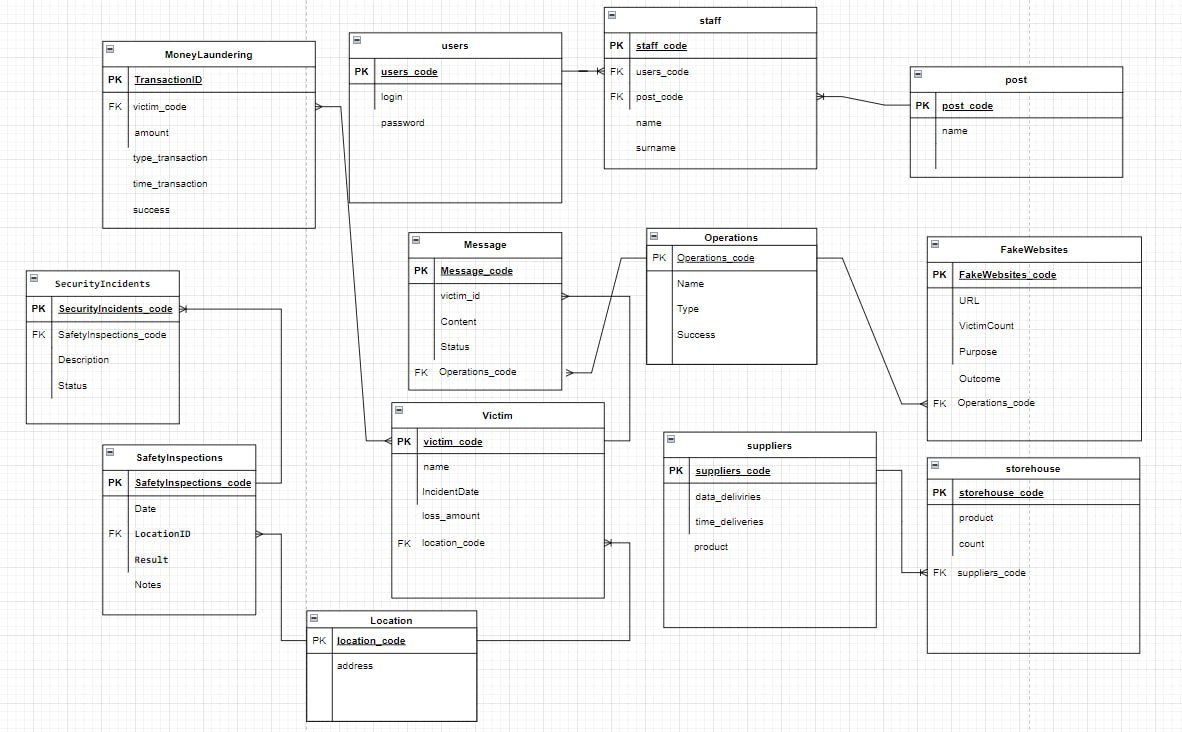 MoneyLaundering
PK TransactionID
FK victim_code
amount
type_transaction
time_transaction
success
users
PK users_code
login
password
staff
PK staff_code
FK users_code
FK post_code
name
surname
post
PK post_code
name
SecurityIncidents
PK SecurityIncidents_code
FK SafetyInspections_code
Description
Status
Message
PK Message_code
victim_id
Content
Status
FK Operations_code
Operations
PK Operations_code
Name
Type
Success
FakeWebsites
PK FakeWebsites_code
URL
VictimCount
Purpose
Outcome
FK Operations_code
SafetyInspections
PK SafetyInspections_code
Date
FK LocationID
Result
Notes
Victim
PK victim_code
name
IncidentDate
loss_amount
FK location_code
suppliers
PK suppliers_code
data_deliviries
time_deliveries
product
storehouse
PK storehouse_code
product
count
FK suppliers_code
Location
PK location_code
address